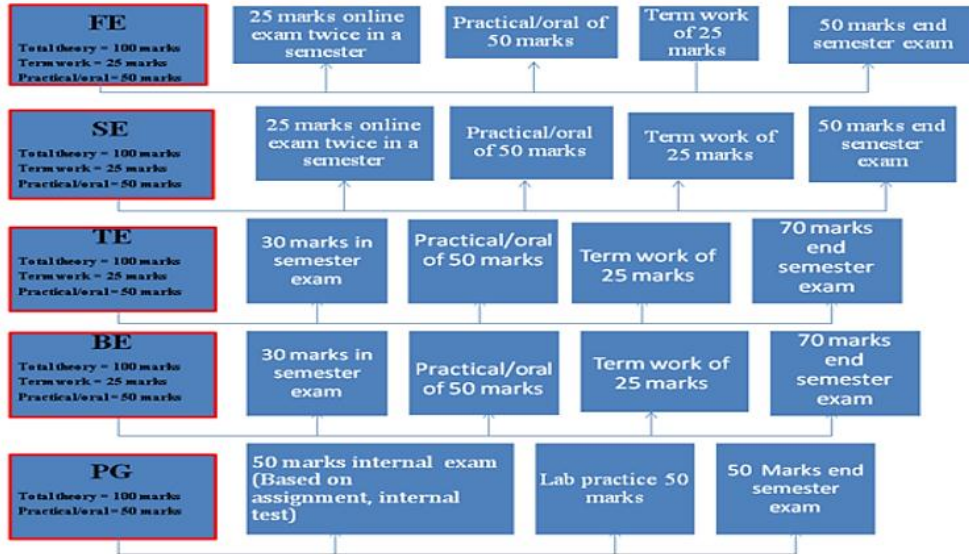 FE
Total theory = 100 marks
Term work = 25 marks
Practical/oral = 50 marks
25 marks online
exam twice in a
semester
Practical/oral of
50 marks
Term work
of 25
marks
50 marks end
semester exam
SE
Total theory = 100 marks
Term work = 25 marks
Practical/oral = 50 marks
25 marks online
exam twice in a
semester
Practical/oral
of 50 marks
Term work of
25 marks
50 marks end
semester
exam
TE
Total theory = 100 marks
Term work = 25 marks
Practical/oral = 50 marks
30 marks in
semester
exam
Practical/oral
of 50 marks
Term work of
25 marks
70 marks
end
semester
exam
BE
Total theory = 100 marks
Term work = 25 marks
Practical/oral = 50 marks
30 marks in
semester
exam
Practical/oral
of 50 marks
Term work of
25 marks
70 marks
end
semester
exam
PG
Total theory = 100 marks
Practical/oral = 50 marks
50 marks internal exam
(Based on
assignment, internal
test)
Lab practice 50
marks
50 Marks end
semester
exam